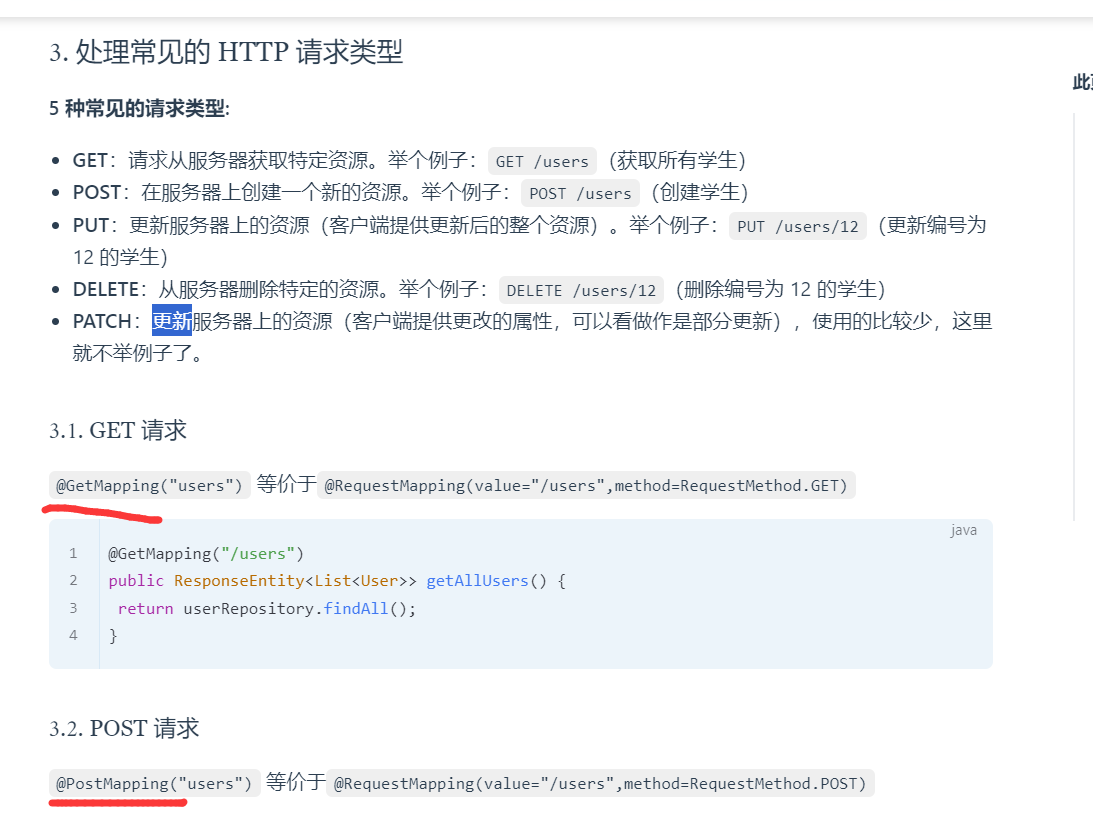 3. 处理常见的 HTTP 请求类型
5 种常见的请求类型:
GET：请求从服务器获取特定资源。举个例子：GET /users（获取所有学生）
POST：在服务器上创建一个新的资源。举个例子：POST /users（创建学生）
PUT：更新服务器上的资源（客户端提供更新后的整个资源）。举个例子：PUT /users/12（更新编号为
12 的学生）
DELETE：从服务器删除特定的资源。举个例子：DELETE /users/12（删除编号为 12 的学生）
PATCH：更新服务器上的资源（客户端提供更改的属性，可以看做作是部分更新），使用的比较少，这里
就不举例子了。
3.1. GET 请求
@GetMapping("users") 等价于@RequestMapping(value="/users",method=RequestMethod.GET)
java
1 @GetMapping("/users")
2 public ResponseEntity<List<User>> getAllUsers() {
3 return userRepository.findAll();
4 }
3.2. POST 请求
@PostMapping("users") 等价于@RequestMapping(value="/users",method=RequestMethod.POST)